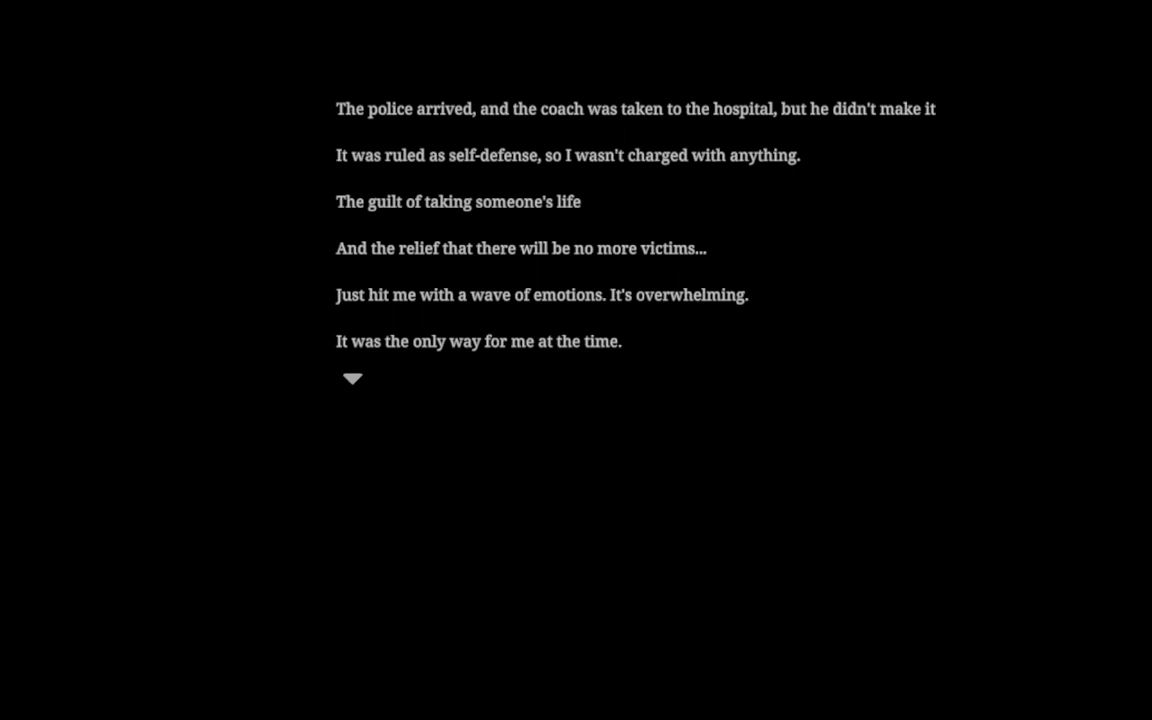 The police arrived, and the coach was taken to the hospital, but he didn't make it
It was ruled as self-defense, so I wasn't charged with anything.
The guilt of taking someone's life
And the relief that there will be no more victims...
Just hit me with a wave of emotions. It's overwhelming.
It was the only way for me at the time.